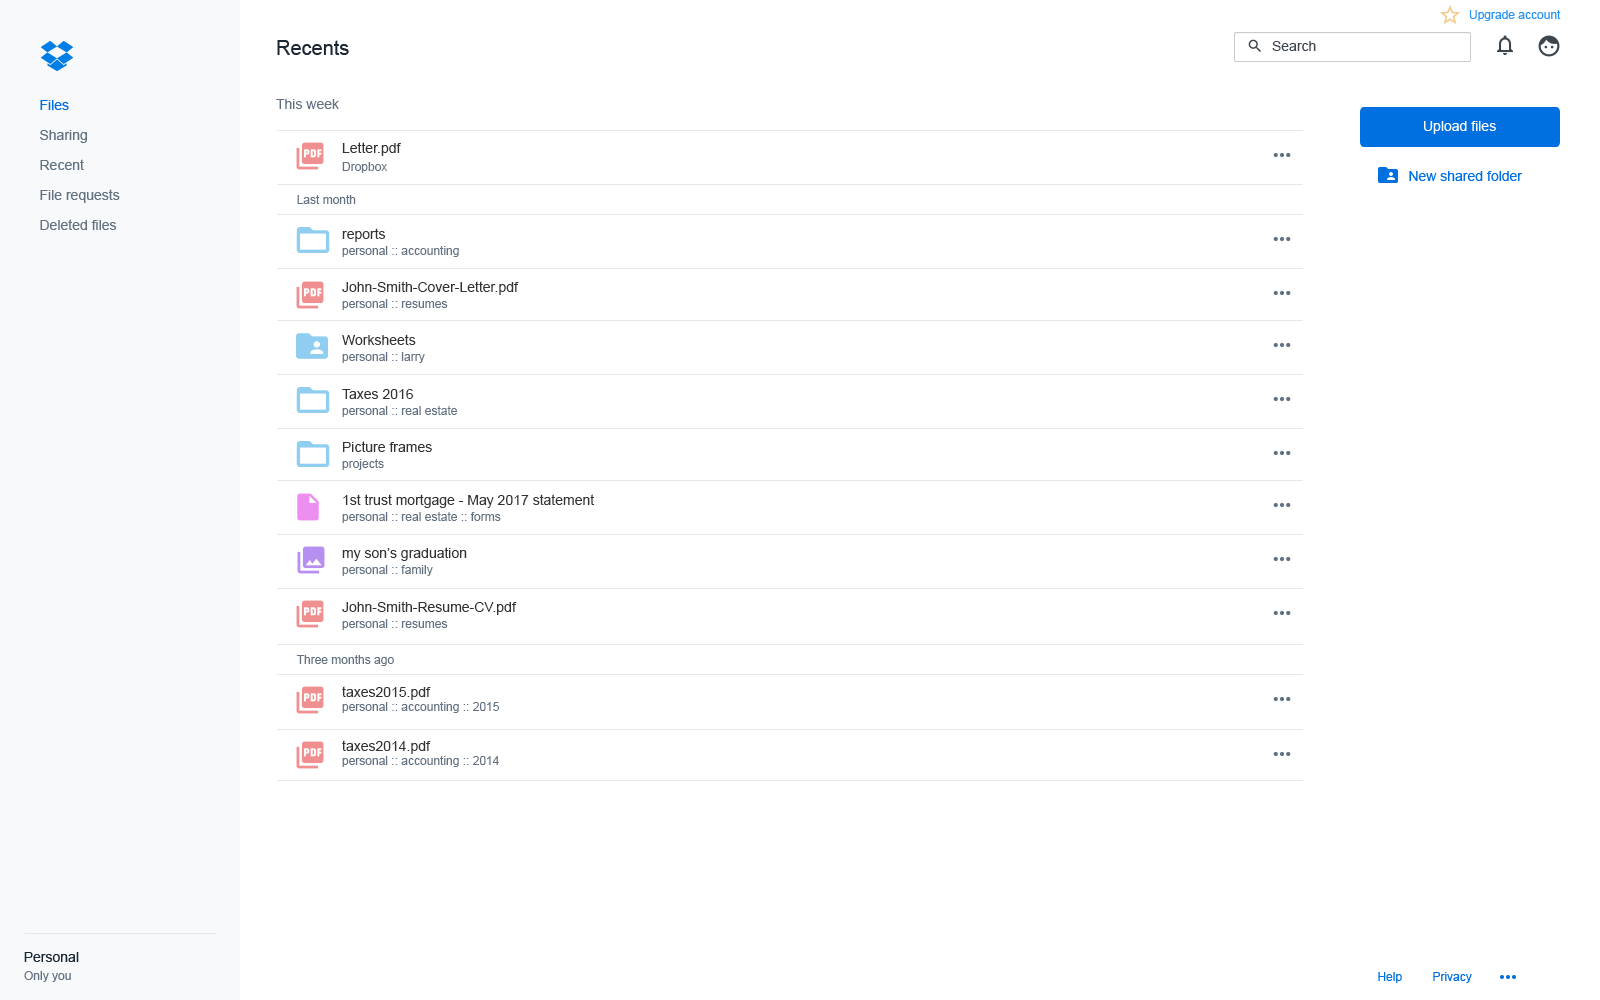 Upgrade account
Recents
Search
Files
Sharing
Recent
File requests
Deleted files
This week
Upload files
New shared folder
PDF
Letter.pdf
Dropbox
Last month
reports
personal :: accounting
PDF
John-Smith-Cover-Letter.pdf
personal :: resumes
Worksheets
personal :: larry
Taxes 2016
personal :: real estate
Picture frames
projects
1st trust mortgage - May 2017 statement
personal :: real estate :: forms
my son's graduation
personal :: family
PDF
John-Smith-Resume-CV.pdf
personal :: resumes
Three months ago
PDF
taxes2015.pdf
personal :: accounting :: 2015
PDF
taxes2014.pdf
personal :: accounting :: 2014
Personal
Only you
Help
Privacy